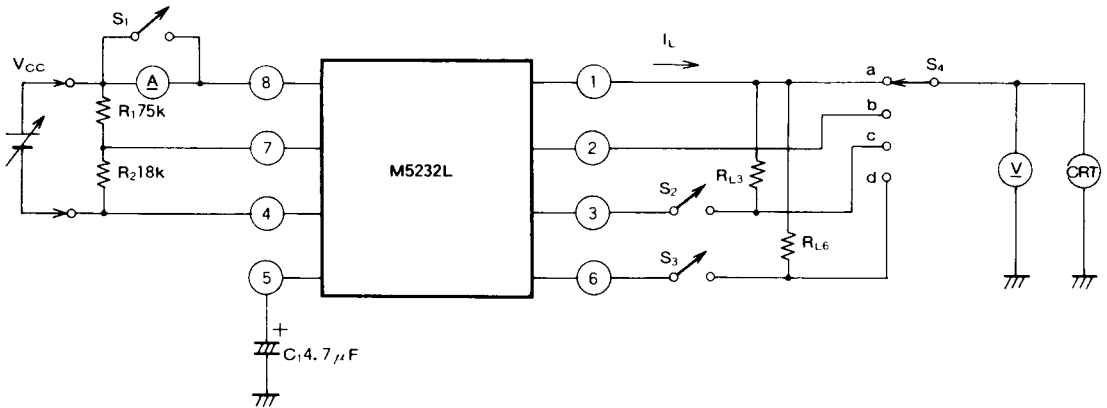 S1
IL
VCC
A
8
1
a
S4
R1 75k
b
7
2
c
M5232L
RL3
V
CRT
R2 18k
d
S2
4
3
S3
RL6
5
6
+
C1 4.7μF